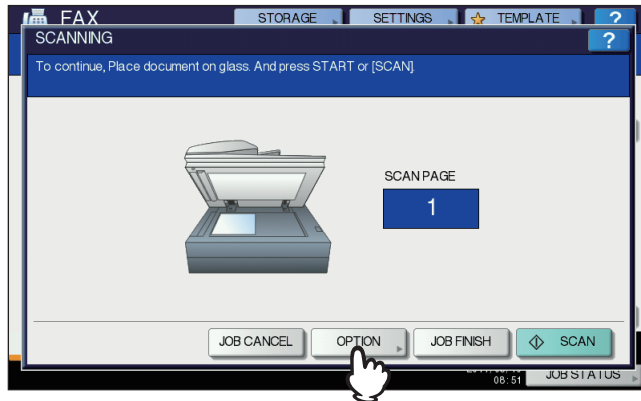 FAX
STORAGE
SETTINGS
TEMPLATE
?
SCANNING
?
To continue, Place document on glass. And press START or [SCAN].
SCAN PAGE
1
JOB CANCEL
OPTION
JOB FINISH
SCAN
08:51
JOB STATUS